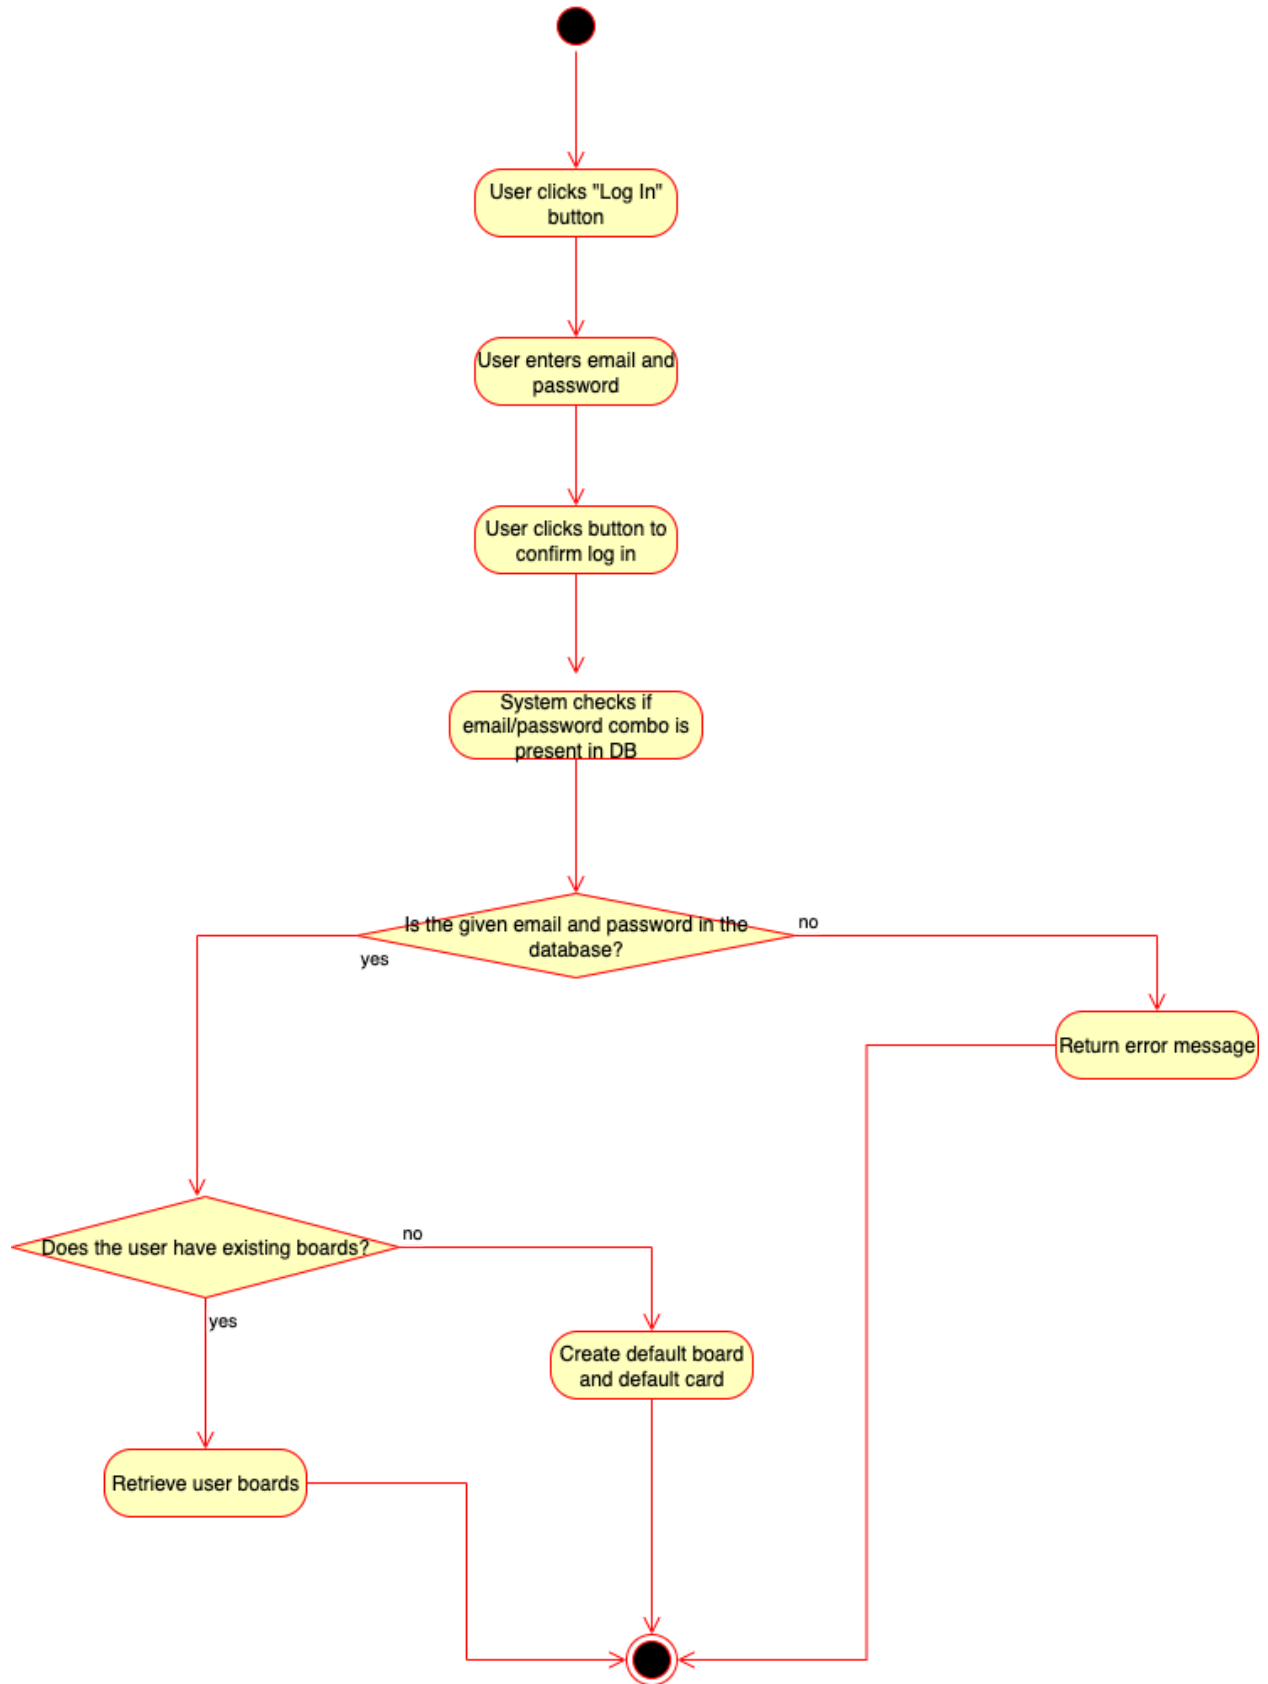 User clicks "Log In"
button
User enters email and
password
User clicks button to
confirm log in
System checks if
email/password combo is
present in DB
Is the given email and password in the
database?
no
yes
Return error message
Does the user have existing boards?
no
yes
Create default board
and default card
Retrieve user boards